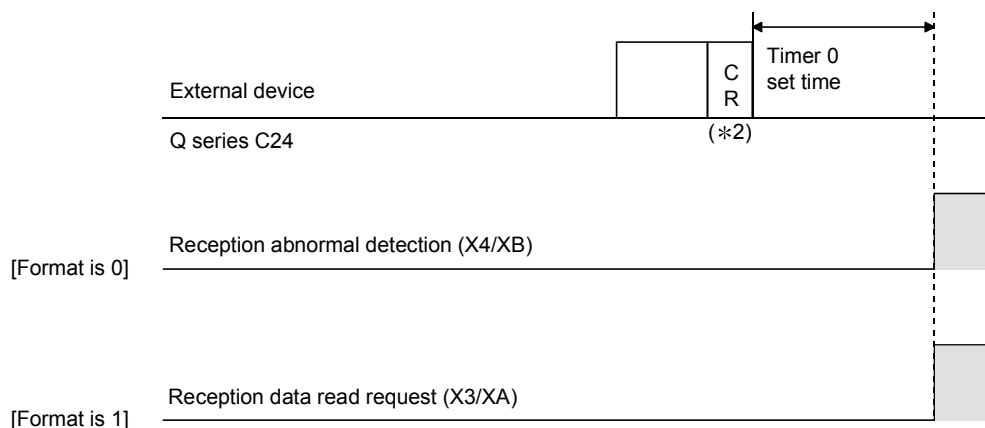 Timer 0
set time
C
R
External device
(*2)
Q series C24
Reception abnormal detection (X4/XB)
[Format is 0]
Reception data read request (X3/XA)
[Format is 1]